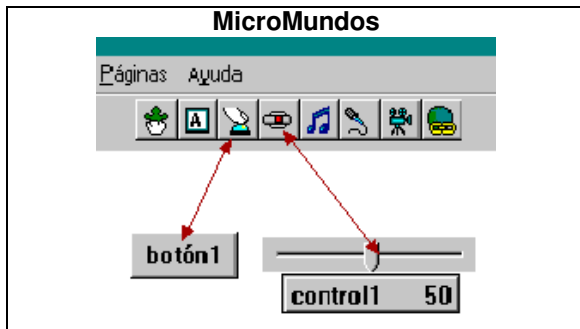 MicroMundos
Páginas Ayuda
A
botón1
control1 50